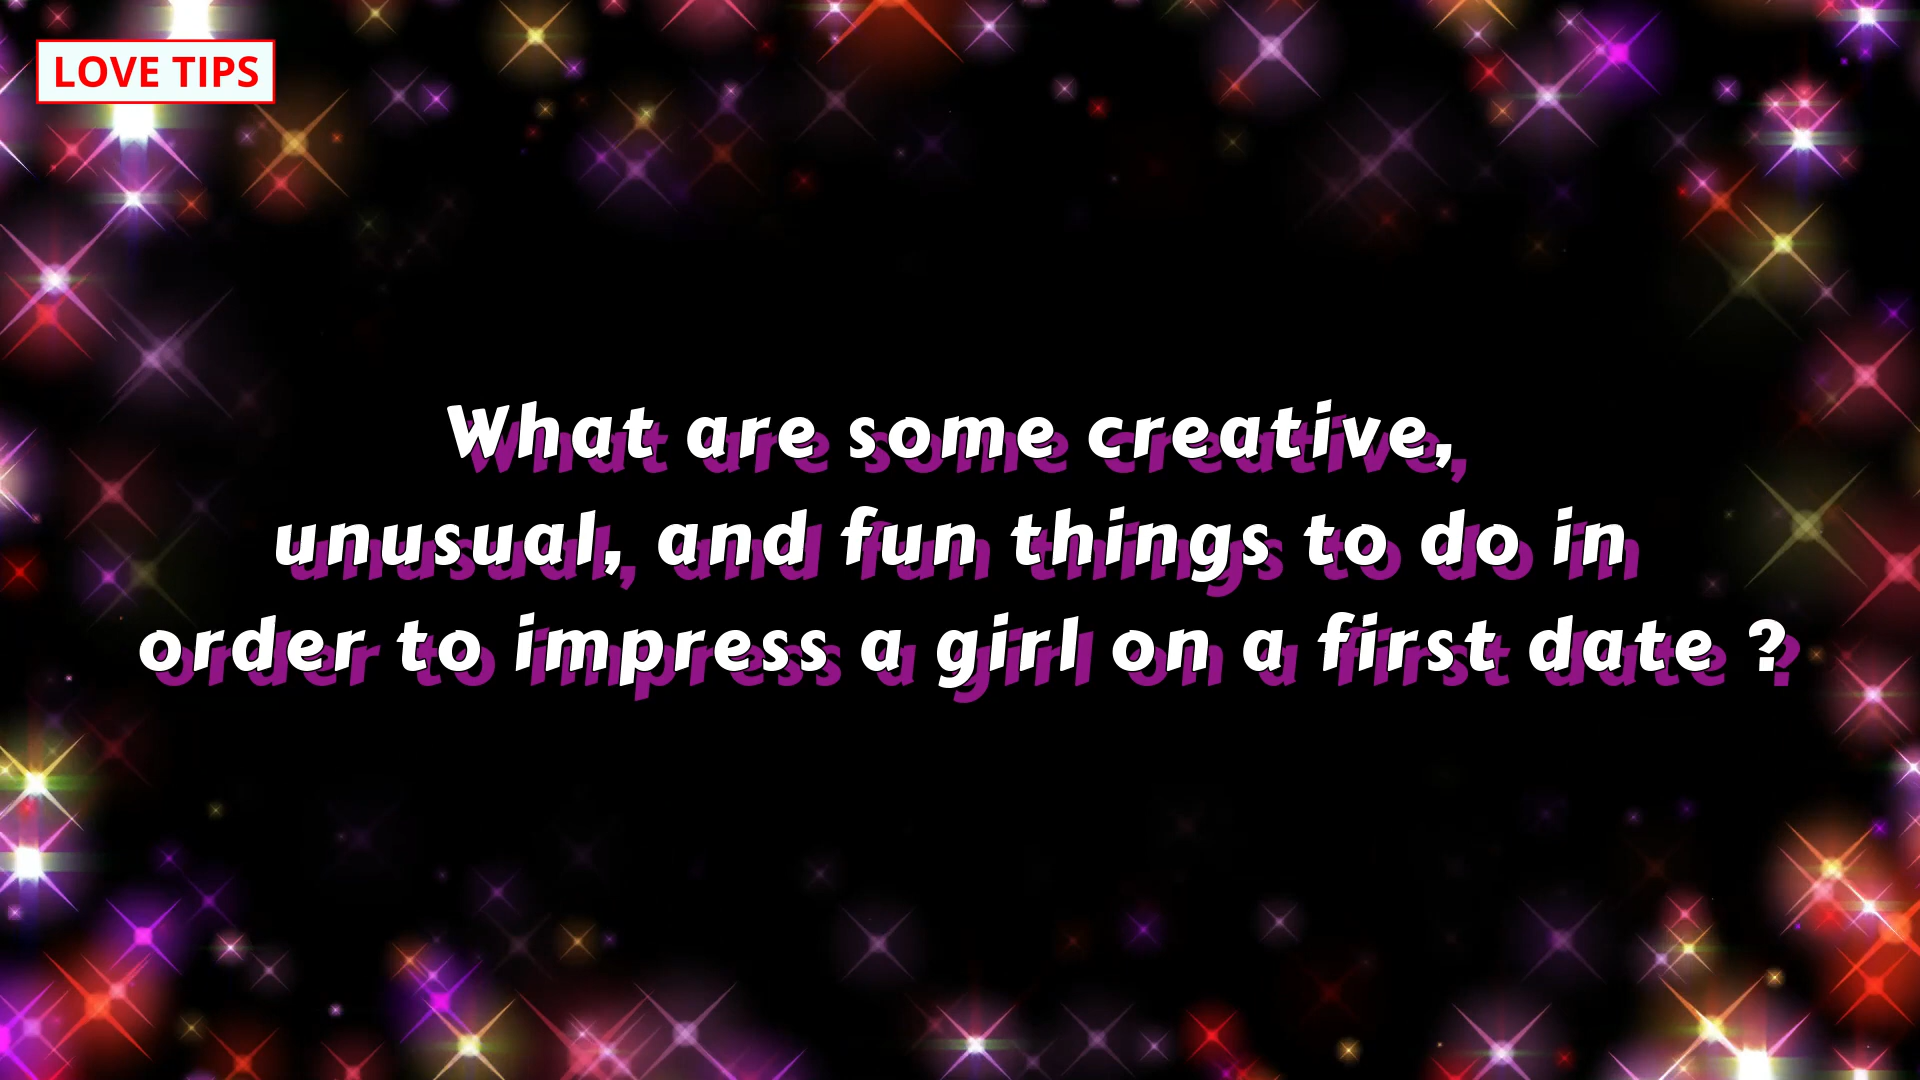 LOVE TIPS
What are some creative,
unusual, and fun things to do in
order to impress a girl on a first date ?